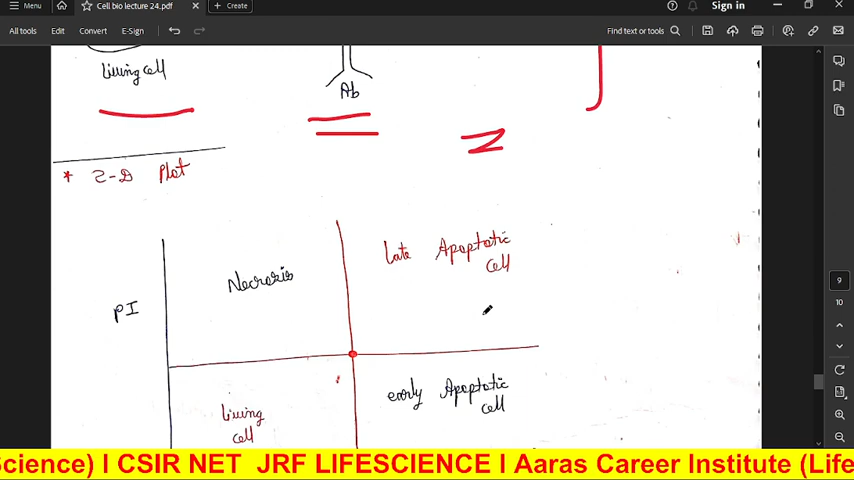 Menu
Cell bio lecture 24.pdf
Create
Sign in
All tools
Edit
Convert
E-Sign
Find text or tools
Living cell
Ab
* 2-D Plot
Late Apoptotic
cell
Necrosis
PI
early Apoptotic
cell
Living
cell
9
10
Science) I CSIR NET JRF LIFESCIENCE I Aaras Career Institute (Life